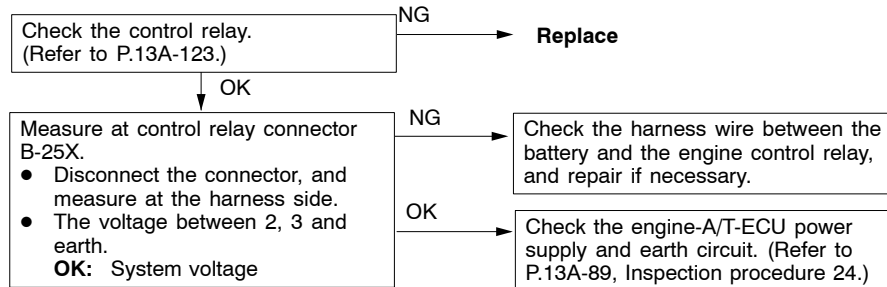 Check the control relay.
(Refer to P.13A-123.)
NG
Replace
OK
Measure at control relay connector
B-25X.
● Disconnect the connector, and
measure at the harness side.
● The voltage between 2, 3 and
earth.
OK: System voltage
NG
Check the harness wire between the
battery and the engine control relay,
and repair if necessary.
OK
Check the engine-A/T-ECU power
supply and earth circuit. (Refer to
P.13A-89, Inspection procedure 24.)